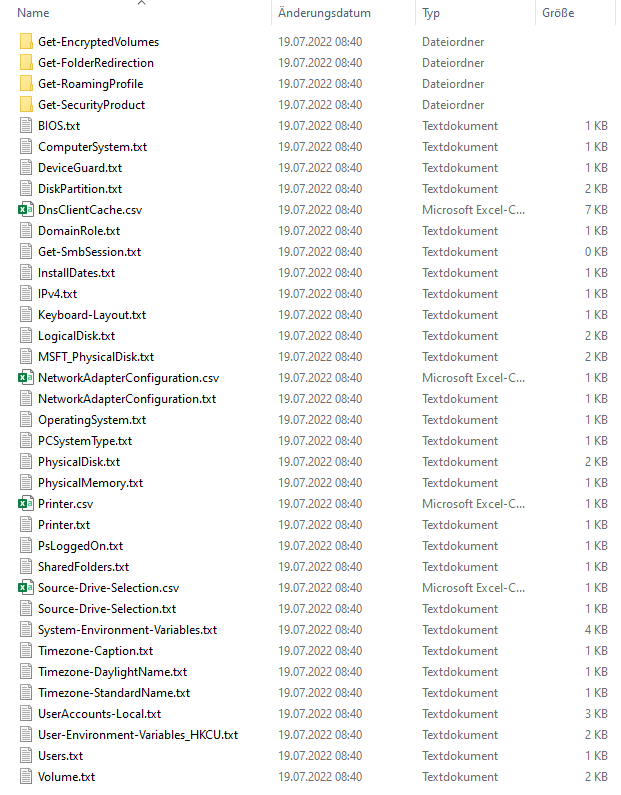 Name Änderungsdatum Typ Größe
Get-EncryptedVolumes 19.07.2022 08:40 Dateiordner
Get-FolderRedirection 19.07.2022 08:40 Dateiordner
Get-RoamingProfile 19.07.2022 08:40 Dateiordner
Get-SecurityProduct 19.07.2022 08:40 Dateiordner
BIOS.txt 19.07.2022 08:40 Textdokument 1 KB
ComputerSystem.txt 19.07.2022 08:40 Textdokument 1 KB
DeviceGuard.txt 19.07.2022 08:40 Textdokument 1 KB
DiskPartition.txt 19.07.2022 08:40 Textdokument 2 KB
DnsClientCache.csv 19.07.2022 08:40 Microsoft Excel-C... 7 KB
DomainRole.txt 19.07.2022 08:40 Textdokument 1 KB
Get-SmbSession.txt 19.07.2022 08:40 Textdokument 0 KB
InstallDates.txt 19.07.2022 08:40 Textdokument 1 KB
IPv4.txt 19.07.2022 08:40 Textdokument 1 KB
Keyboard-Layout.txt 19.07.2022 08:40 Textdokument 1 KB
LogicalDisk.txt 19.07.2022 08:40 Textdokument 2 KB
MSFT_PhysicalDisk.txt 19.07.2022 08:40 Textdokument 2 KB
NetworkAdapterConfiguration.csv 19.07.2022 08:40 Microsoft Excel-C... 1 KB
NetworkAdapterConfiguration.txt 19.07.2022 08:40 Textdokument 1 KB
OperatingSystem.txt 19.07.2022 08:40 Textdokument 1 KB
PCSystemType.txt 19.07.2022 08:40 Textdokument 1 KB
PhysicalDisk.txt 19.07.2022 08:40 Textdokument 2 KB
PhysicalMemory.txt 19.07.2022 08:40 Textdokument 1 KB
Printer.csv 19.07.2022 08:40 Microsoft Excel-C... 1 KB
Printer.txt 19.07.2022 08:40 Textdokument 1 KB
PsLoggedOn.txt 19.07.2022 08:40 Textdokument 1 KB
SharedFolders.txt 19.07.2022 08:40 Textdokument 1 KB
Source-Drive-Selection.csv 19.07.2022 08:40 Microsoft Excel-C... 1 KB
Source-Drive-Selection.txt 19.07.2022 08:40 Textdokument 1 KB
System-Environment-Variables.txt 19.07.2022 08:40 Textdokument 4 KB
Timezone-Caption.txt 19.07.2022 08:40 Textdokument 1 KB
Timezone-DaylightName.txt 19.07.2022 08:40 Textdokument 1 KB
Timezone-StandardName.txt 19.07.2022 08:40 Textdokument 1 KB
UserAccounts-Local.txt 19.07.2022 08:40 Textdokument 3 KB
User-Environment-Variables_HKCU.txt 19.07.2022 08:40 Textdokument 2 KB
Users.txt 19.07.2022 08:40 Textdokument 1 KB
Volume.txt 19.07.2022 08:40 Textdokument 2 KB